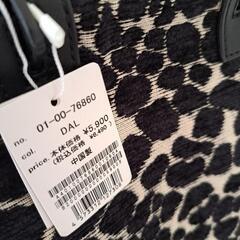 no. 01-00-76860
col. DAL
price. 本体価格 ¥5,900
(税込価格 ¥6,490)
中国製